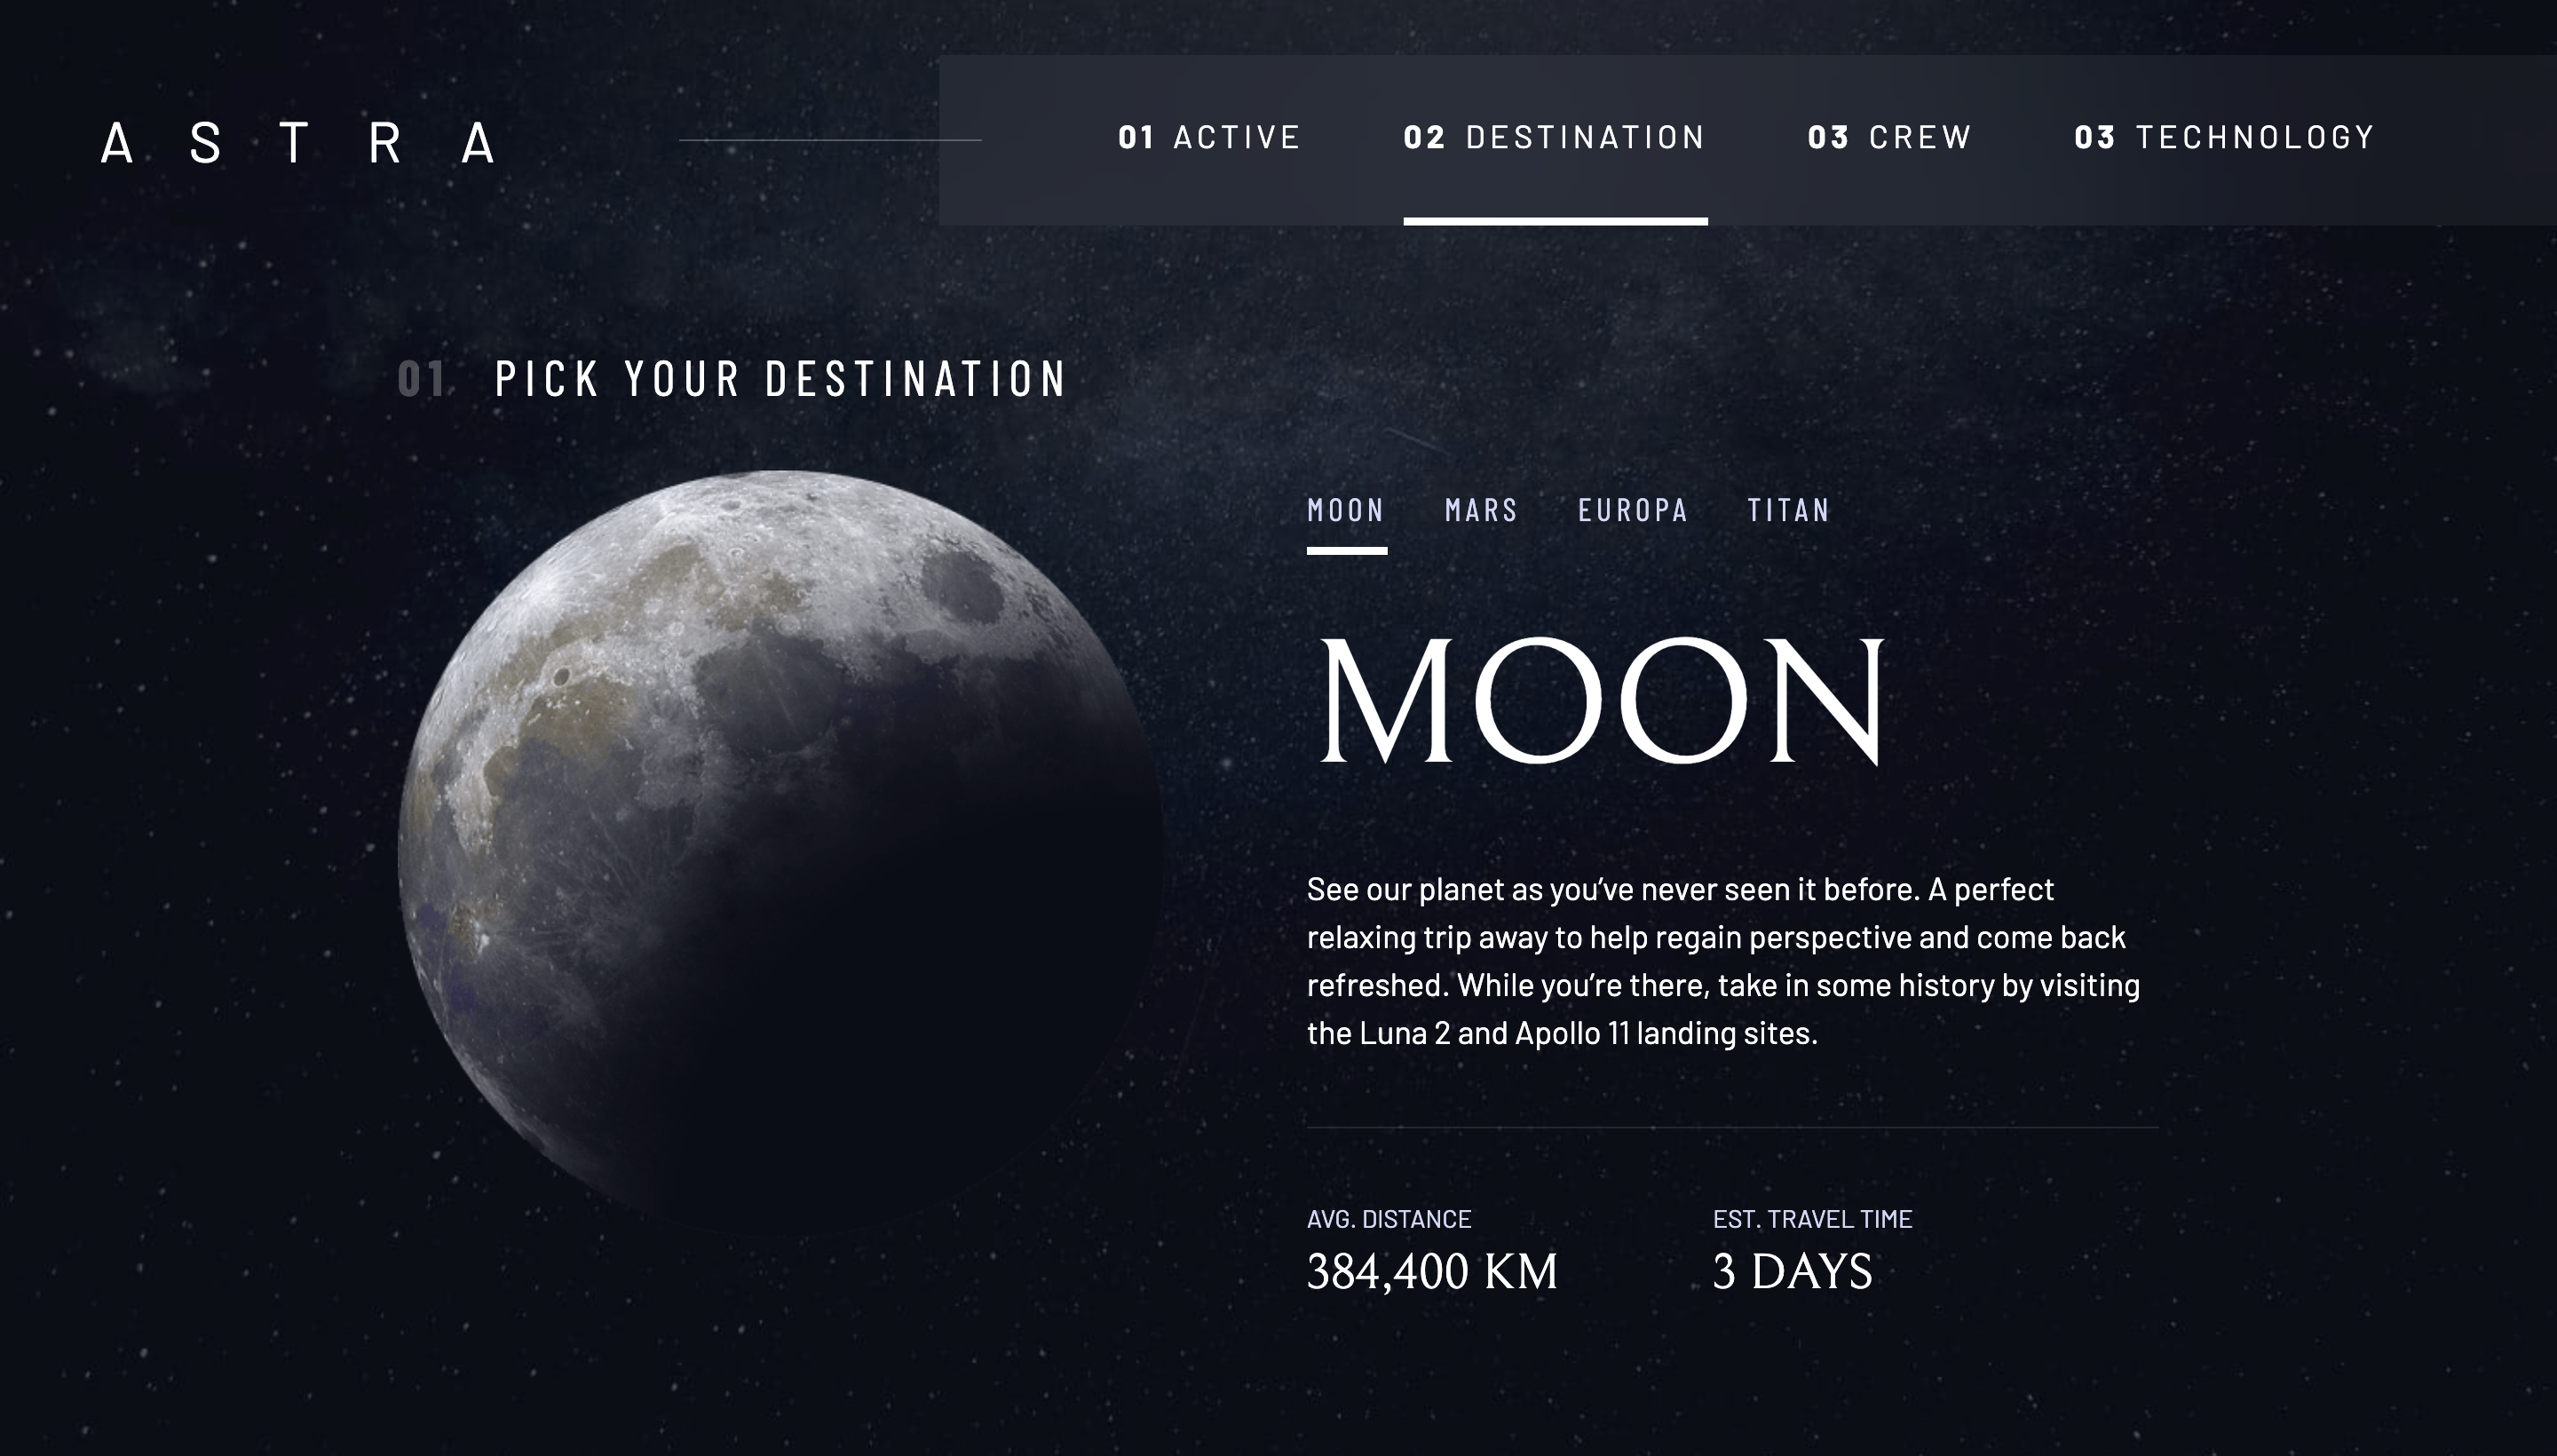 ASTRA
01 ACTIVE 02 DESTINATION 03 CREW 03 TECHNOLOGY
01 PICK YOUR DESTINATION
MOON MARS EUROPA TITAN
MOON
See our planet as you’ve never seen it before. A perfect
relaxing trip away to help regain perspective and come back
refreshed. While you’re there, take in some history by visiting
the Luna 2 and Apollo 11 landing sites.
AVG. DISTANCE
384,400 KM
EST. TRAVEL TIME
3 DAYS